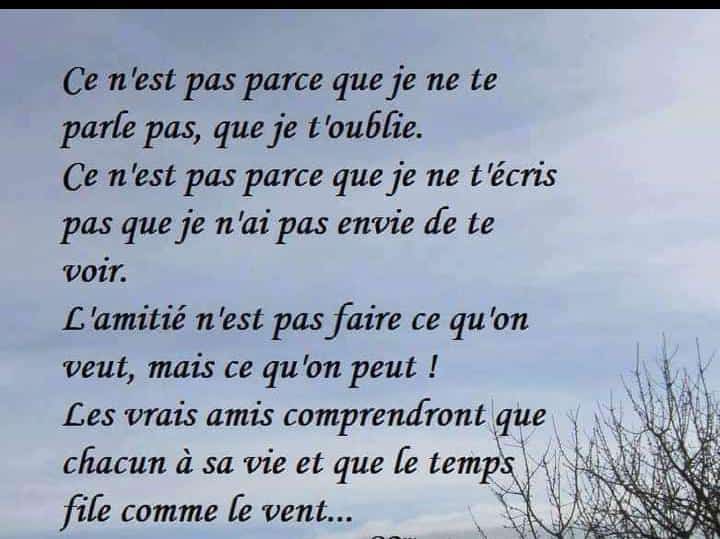 Ce n'est pas parce que je ne te
parle pas, que je t'oublie.
Ce n'est pas parce que je ne t'écris
pas que je n'ai pas envie de te
voir.
L'amitié n'est pas faire ce qu'on
veut, mais ce qu'on peut !
Les vrais amis comprendront que
chacun à sa vie et que le temps
file comme le vent...